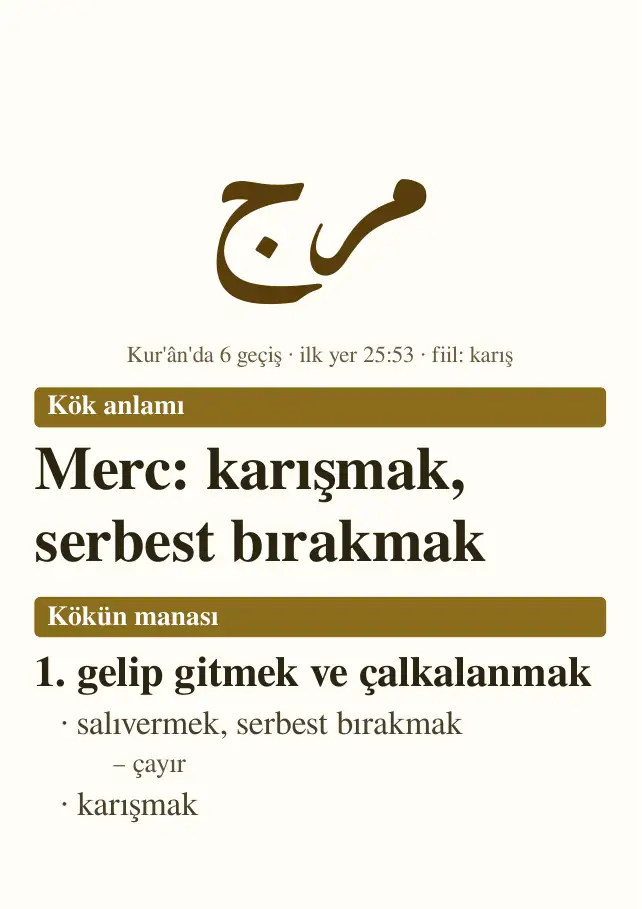 مرج
Kur'ân'da 6 geçiş · ilk yer 25:53 · fiil: karış
Kök anlamı
Merc: karışmak,
serbest bırakmak
Kökün manası
1. gelip gitmek ve çalkalanmak
· salıvermek, serbest bırakmak
– çayır
· karışmak